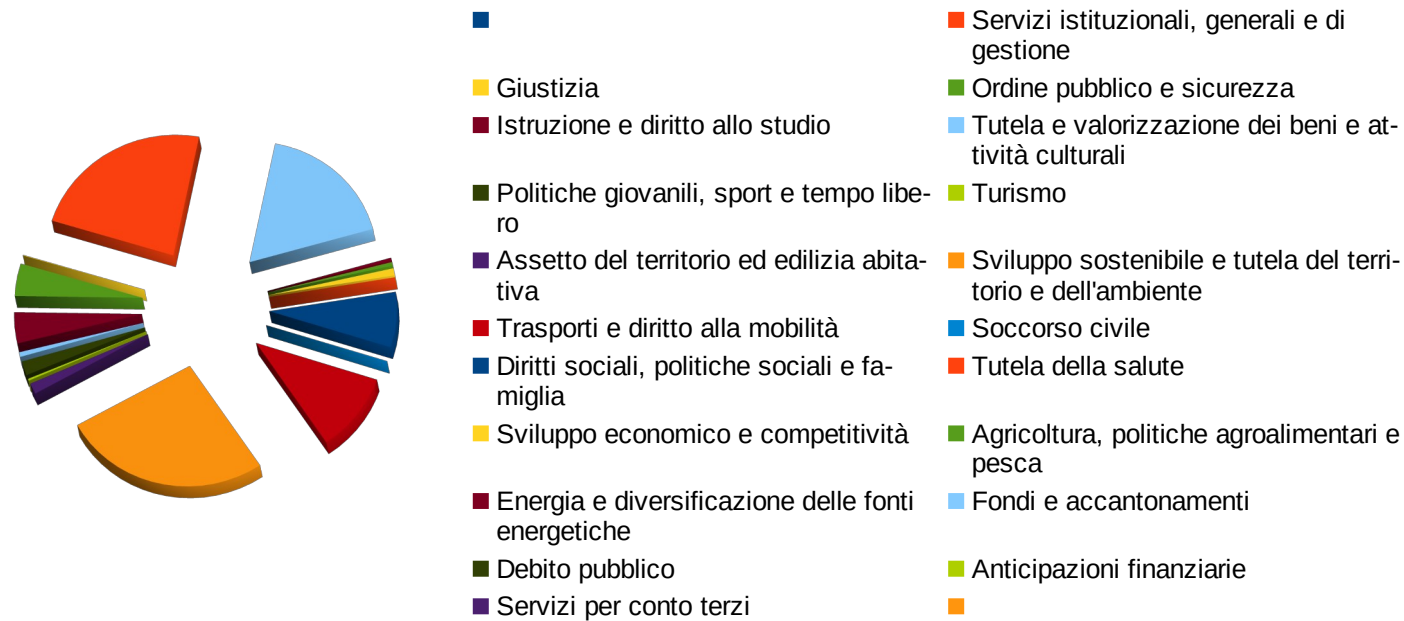 Servizi istituzionali, generali e di
gestione
Giustizia
Ordine pubblico e sicurezza
Istruzione e diritto allo studio
Tutela e valorizzazione dei beni e at-
tività culturali
Politiche giovanili, sport e tempo libe-
ro
Turismo
Assetto del territorio ed edilizia abita-
tiva
Sviluppo sostenibile e tutela del terri-
torio e dell'ambiente
Trasporti e diritto alla mobilità
Soccorso civile
Diritti sociali, politiche sociali e fa-
miglia
Tutela della salute
Sviluppo economico e competitività
Agricoltura, politiche agroalimentari e
pesca
Energia e diversificazione delle fonti
energetiche
Fondi e accantonamenti
Debito pubblico
Anticipazioni finanziarie
Servizi per conto terzi